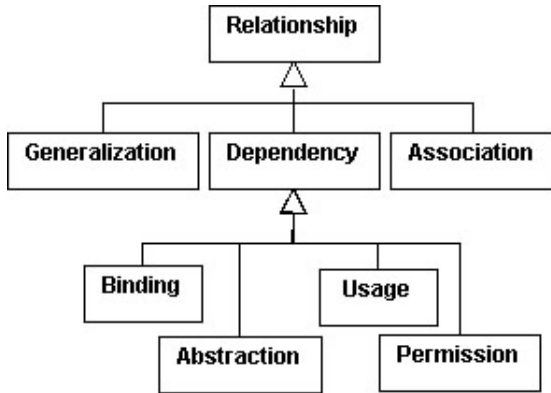 Relationship
Generalization
Dependency
Association
Binding
Usage
Abstraction
Permission